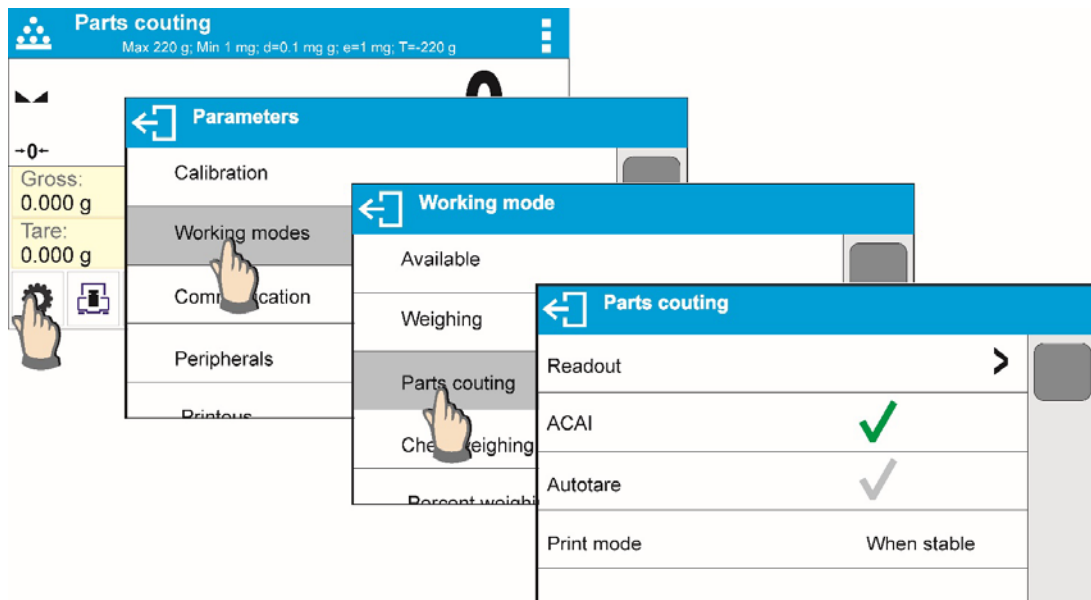 Parts couting
Max 220 g; Min 1 mg; d=0.1 mg g; e=1 mg; T=-220 g
→0←
Gross:
0.000 g
Tare:
0.000 g
Parameters
Calibration
Working modes
Peripherals
Working mode
Available
Weighing
Parts couting
Parts couting
Readout
ACAI
Autotare
Print mode
When stable